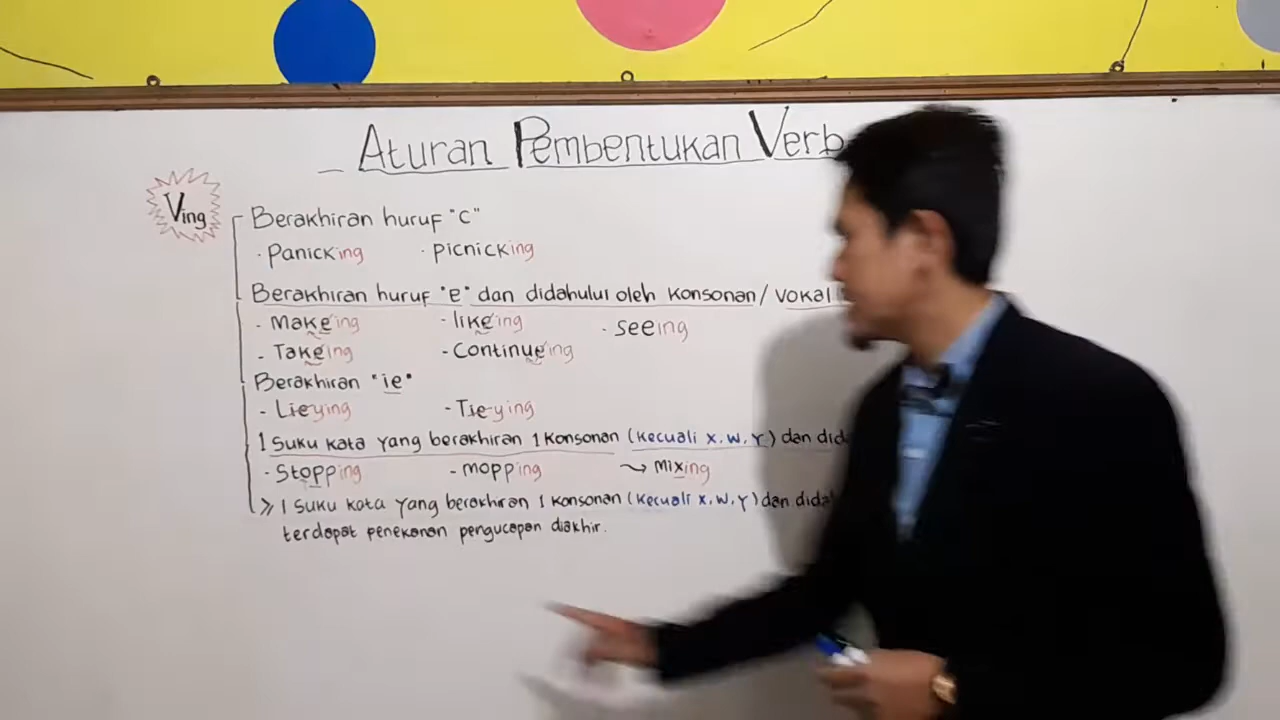 Aturan Pembentukan Verb
Ving
Berakhiran huruf "C"
· Panicking · picnicking
Berakhiran huruf "e" dan didahului oleh konsonan / vokal
- Makeing - likeing - seeing
- Takeing - Continueing
Berakhiran "ie"
- Lieying - Tieying
1 Suku kata yang berakhiran 1 Konsonan (kecuali x, w, y) dan did
- Stopping - mopping → mixing
≥ 1 Suku kata yang berakhiran 1 konsonan (kecuali x, w, y) dan dida
terdapat penekanan pengucapan diakhir.